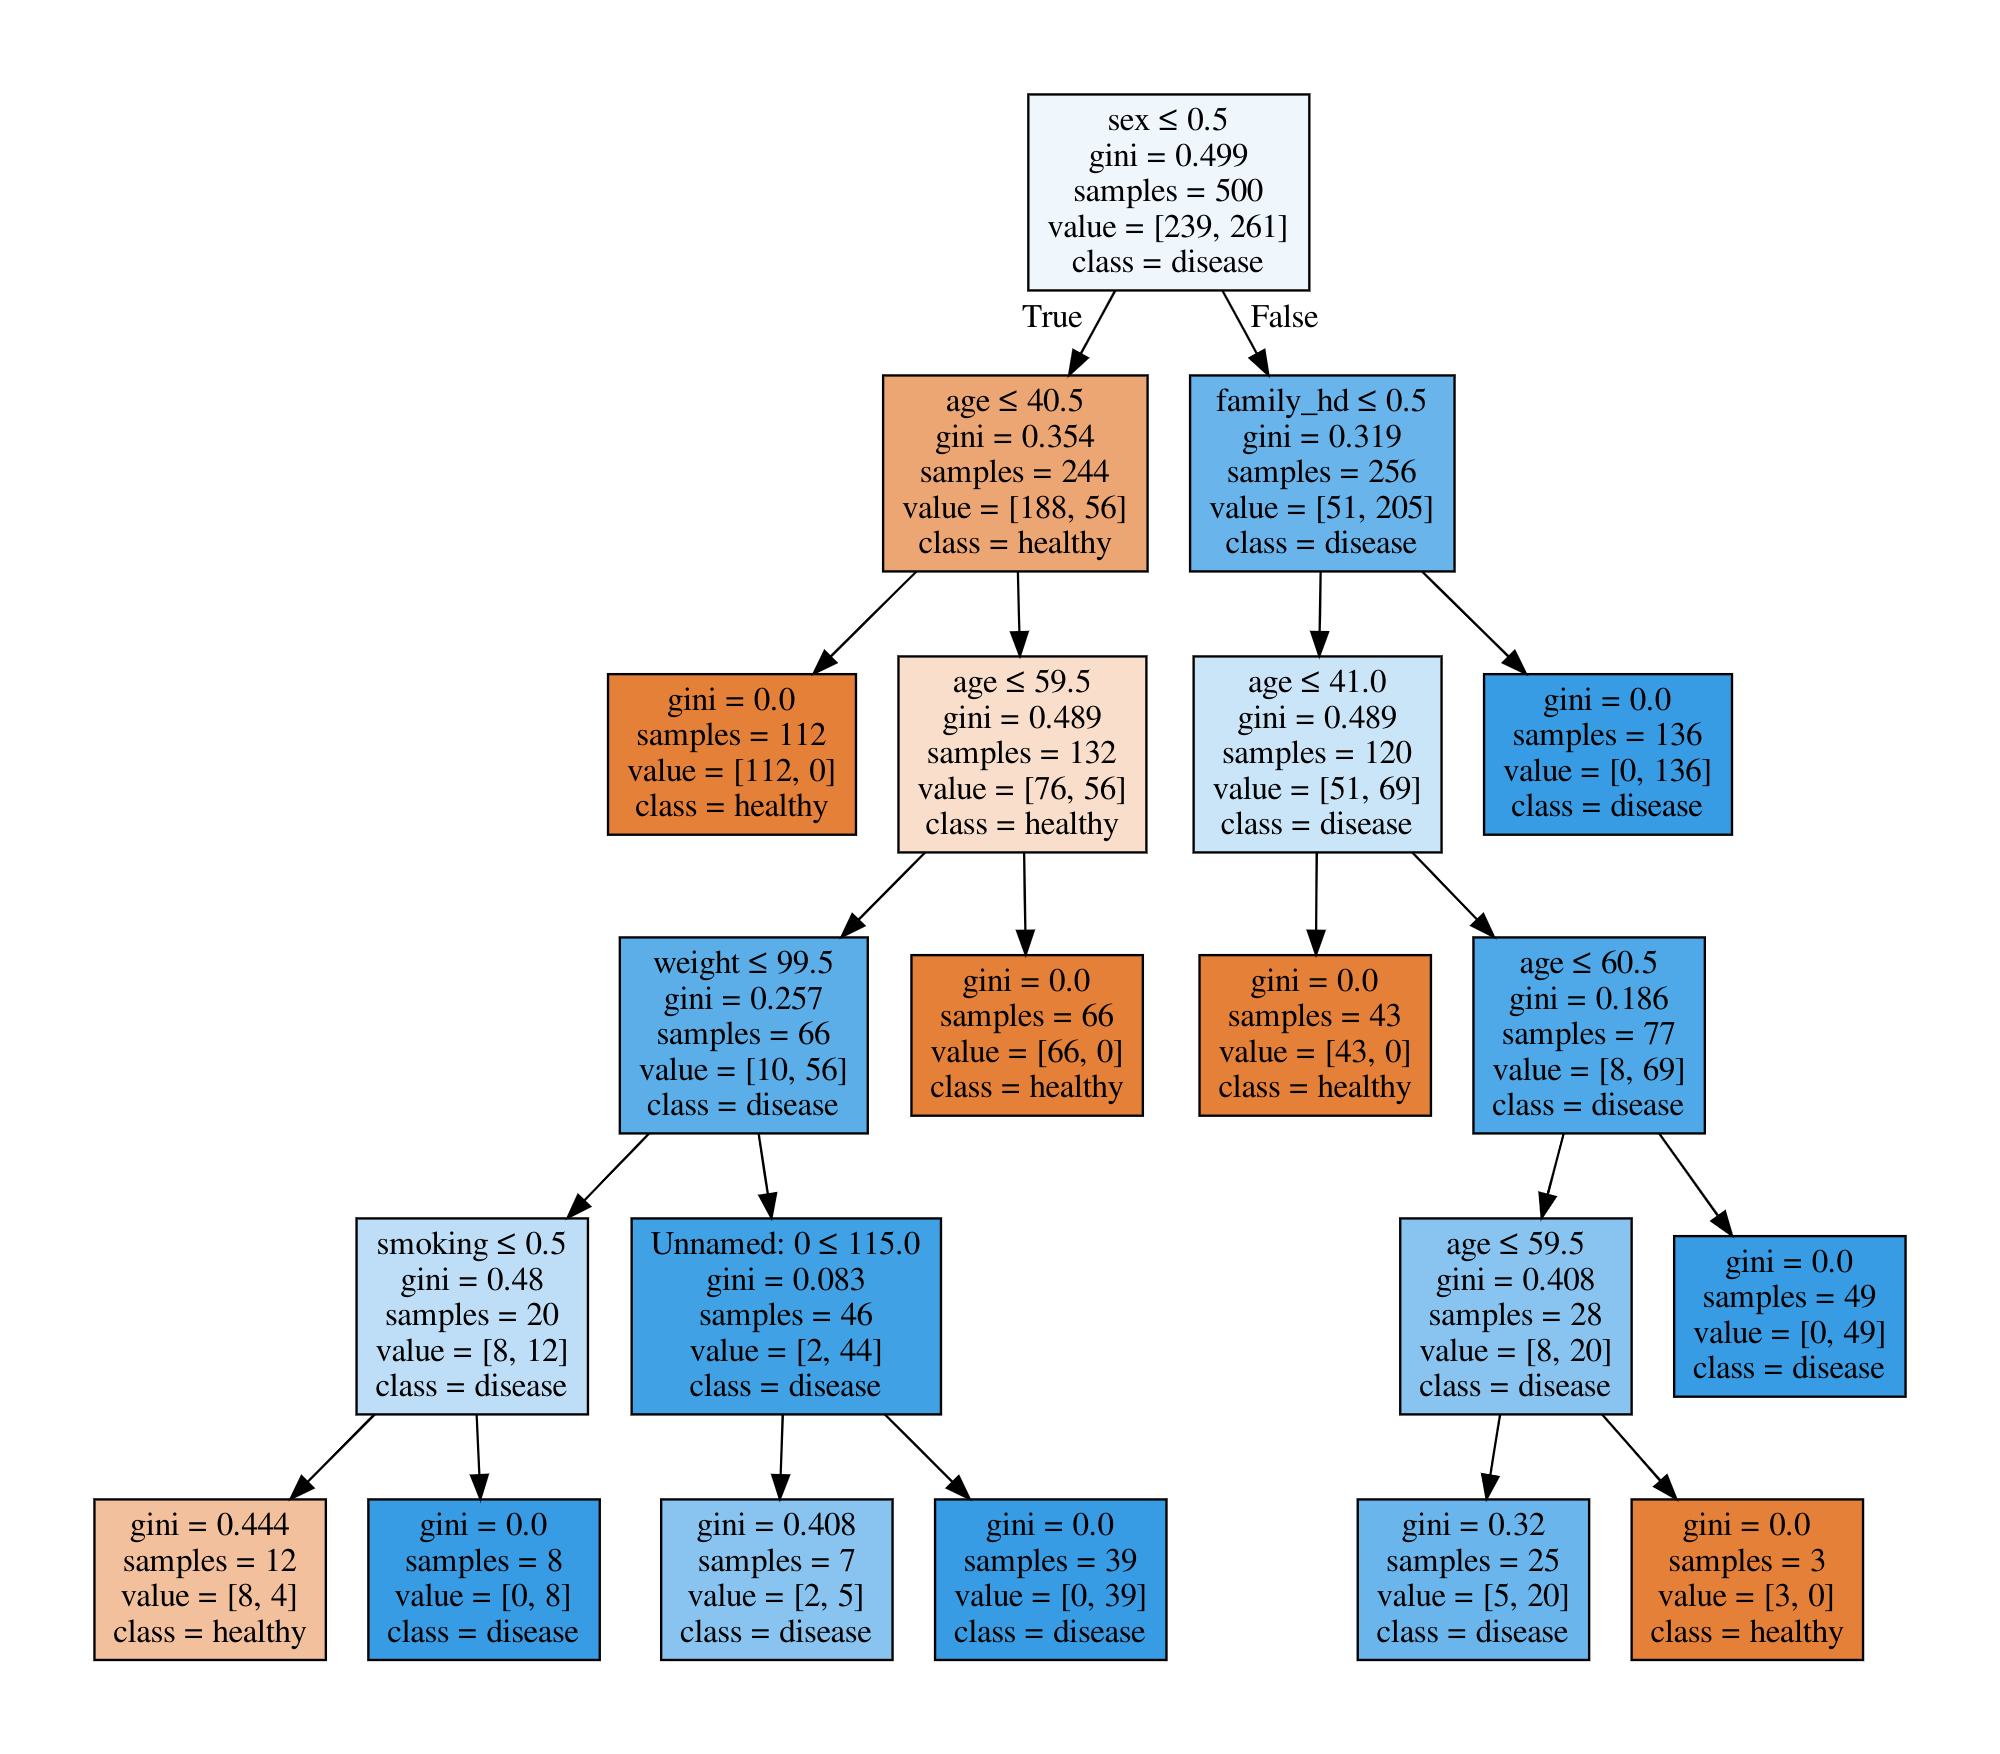 sex ≤ 0.5
gini = 0.499
samples = 500
value = [239, 261]
class = disease
True
False
age ≤ 40.5
gini = 0.354
samples = 244
value = [188, 56]
class = healthy
family_hd ≤ 0.5
gini = 0.319
samples = 256
value = [51, 205]
class = disease
gini = 0.0
samples = 112
value = [112, 0]
class = healthy
age ≤ 59.5
gini = 0.489
samples = 132
value = [76, 56]
class = healthy
age ≤ 41.0
gini = 0.489
samples = 120
value = [51, 69]
class = disease
gini = 0.0
samples = 136
value = [0, 136]
class = disease
weight ≤ 99.5
gini = 0.257
samples = 66
value = [10, 56]
class = disease
gini = 0.0
samples = 66
value = [66, 0]
class = healthy
gini = 0.0
samples = 43
value = [43, 0]
class = healthy
age ≤ 60.5
gini = 0.186
samples = 77
value = [8, 69]
class = disease
smoking ≤ 0.5
gini = 0.48
samples = 20
value = [8, 12]
class = disease
Unnamed: 0 ≤ 115.0
gini = 0.083
samples = 46
value = [2, 44]
class = disease
age ≤ 59.5
gini = 0.408
samples = 28
value = [8, 20]
class = disease
gini = 0.0
samples = 49
value = [0, 49]
class = disease
gini = 0.444
samples = 12
value = [8, 4]
class = healthy
gini = 0.0
samples = 8
value = [0, 8]
class = disease
gini = 0.408
samples = 7
value = [2, 5]
class = disease
gini = 0.0
samples = 39
value = [0, 39]
class = disease
gini = 0.32
samples = 25
value = [5, 20]
class = disease
gini = 0.0
samples = 3
value = [3, 0]
class = healthy